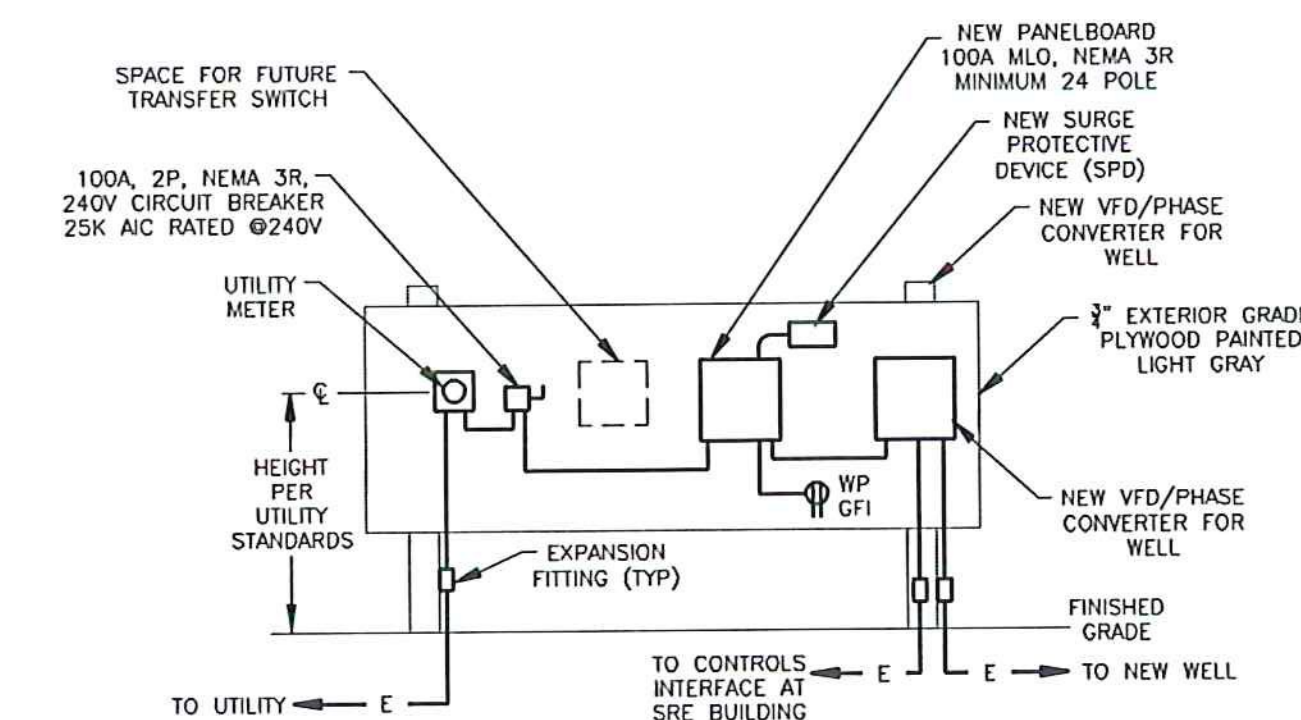 SPACE FOR FUTURE
TRANSFER SWITCH
NEW PANELBOARD
100A MLO, NEMA 3R
MINIMUM 24 POLE
NEW SURGE
PROTECTIVE
DEVICE (SPD)
100A, 2P, NEMA 3R,
240V CIRCUIT BREAKER
25K AIC RATED @240V
NEW VFD/PHASE
CONVERTER FOR
WELL
UTILITY
METER
3/4" EXTERIOR GRADE
PLYWOOD PAINTED
LIGHT GRAY
℄
HEIGHT
PER
UTILITY
STANDARDS
WP
GFI
NEW VFD/PHASE
CONVERTER FOR
WELL
EXPANSION
FITTING (TYP)
FINISHED
GRADE
TO CONTROLS
INTERFACE AT
SRE BUILDING
E
E
TO NEW WELL
TO UTILITY
E